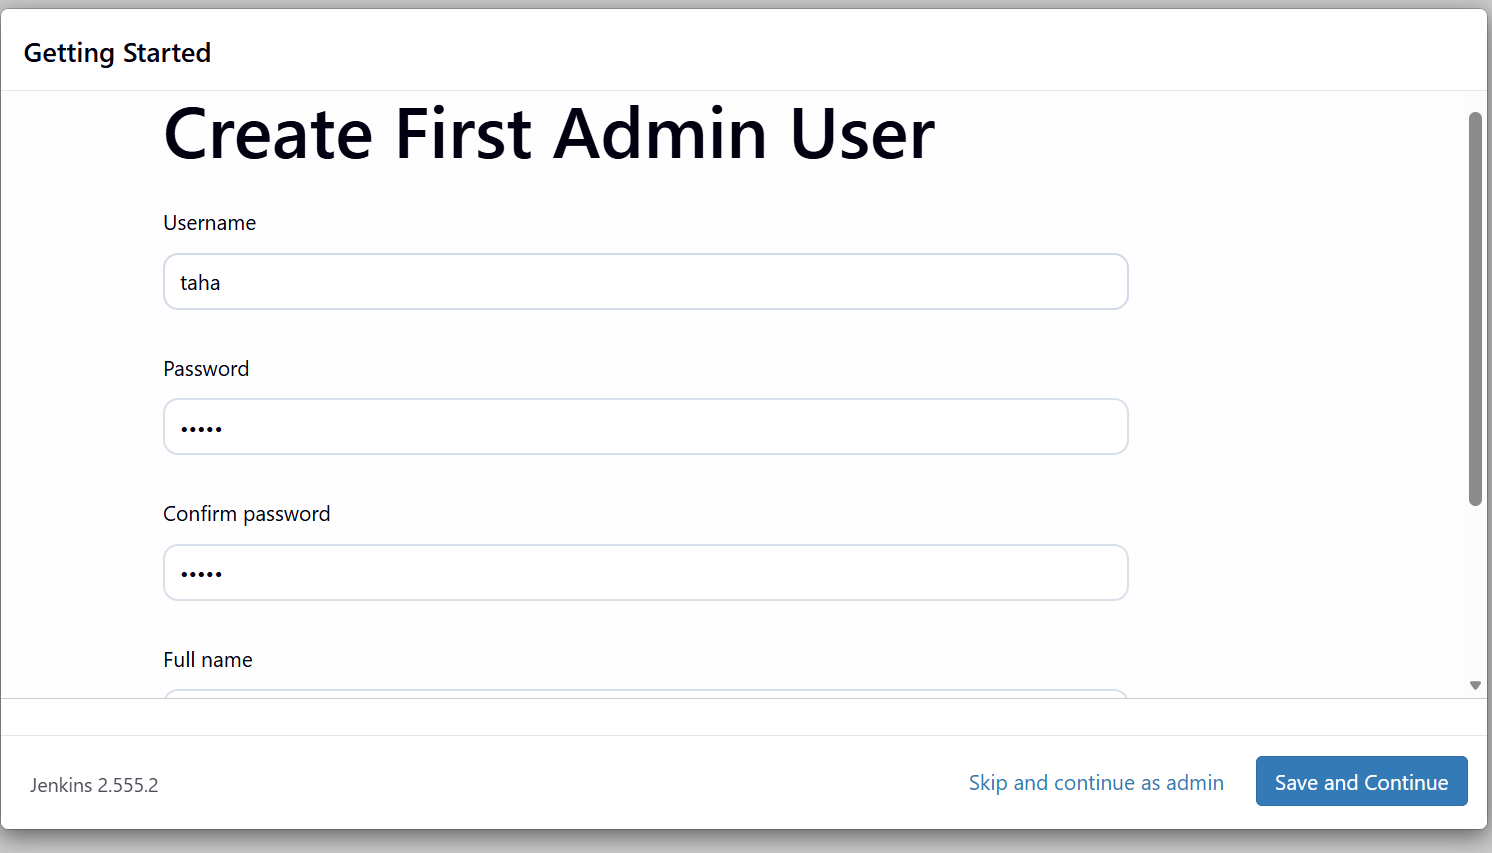 Getting Started
Create First Admin User
Username
taha
Password
•••••
Confirm password
•••••
Full name
Jenkins 2.555.2
Skip and continue as admin
Save and Continue